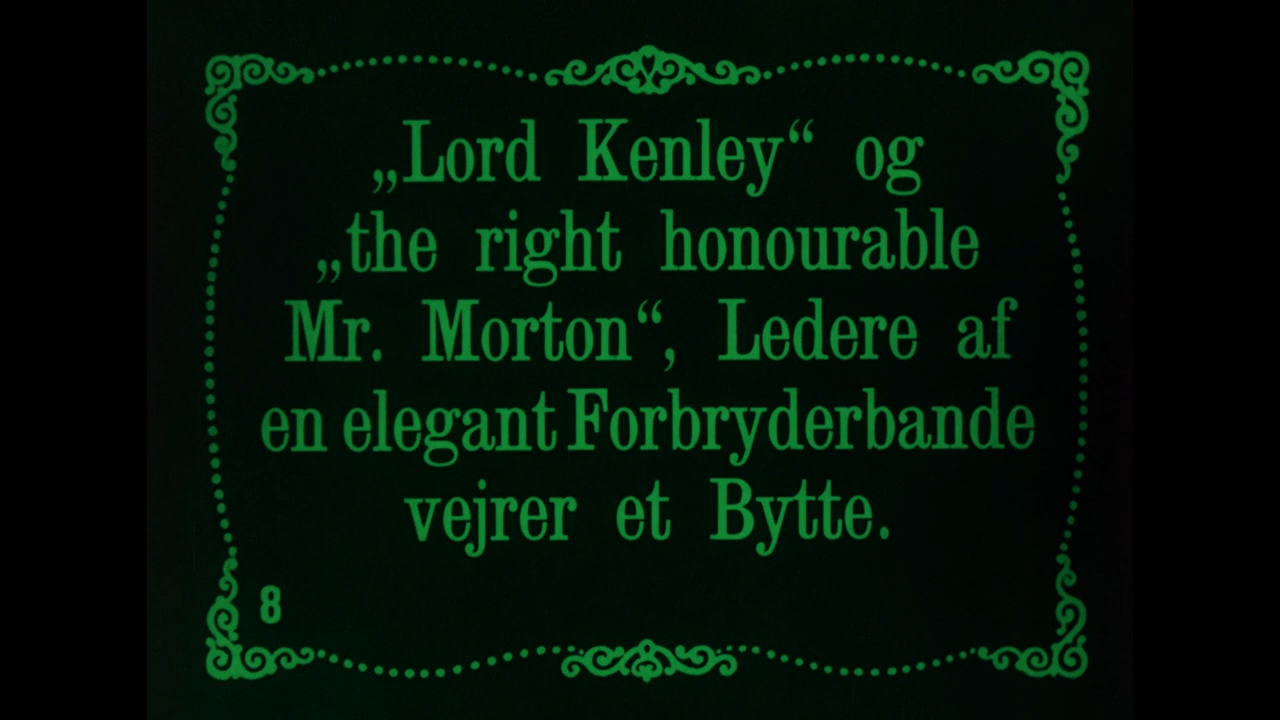 „Lord Kenley“ og
„the right honourable
Mr. Morton“, Ledere af
en elegant Forbryderbande
vejrer et Bytte.
8